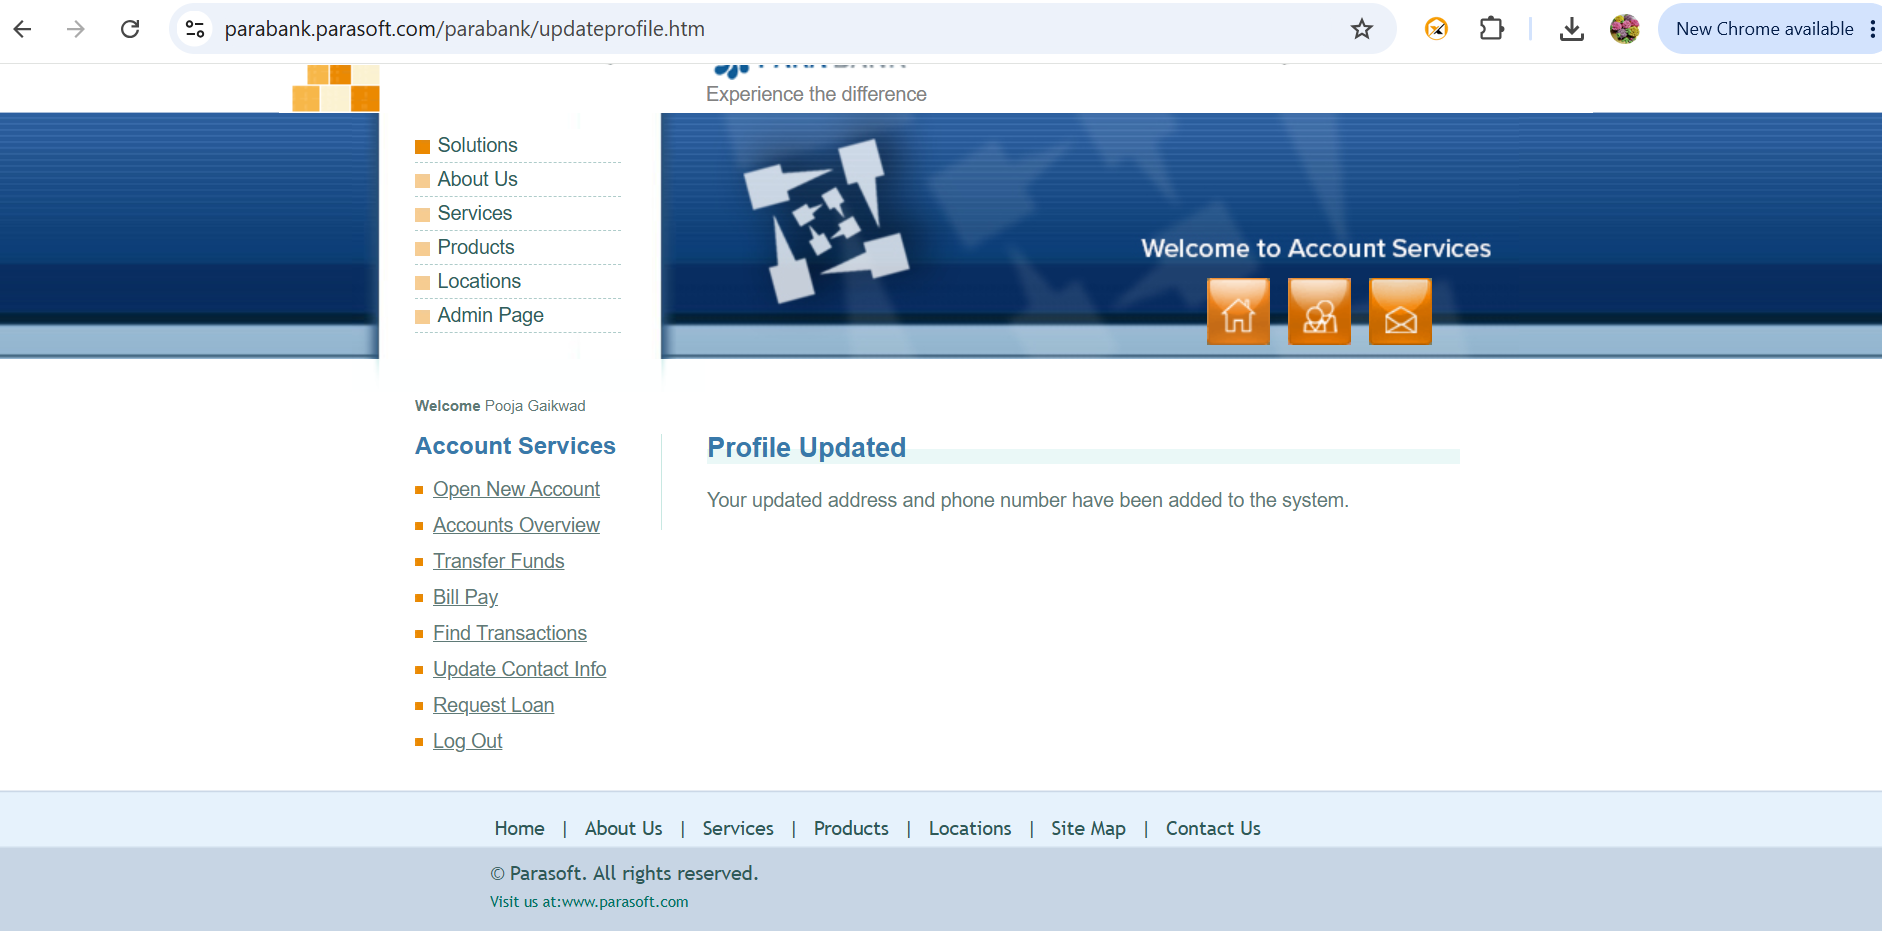 parabank.parasoft.com/parabank/updateprofile.htm
New Chrome available
Experience the difference
Solutions
About Us
Services
Products
Locations
Admin Page
Welcome to Account Services
Welcome Pooja Gaikwad
Account Services
Open New Account
Accounts Overview
Transfer Funds
Bill Pay
Find Transactions
Update Contact Info
Request Loan
Log Out
Profile Updated
Your updated address and phone number have been added to the system.
Home | About Us | Services | Products | Locations | Site Map | Contact Us
© Parasoft. All rights reserved.
Visit us at:www.parasoft.com